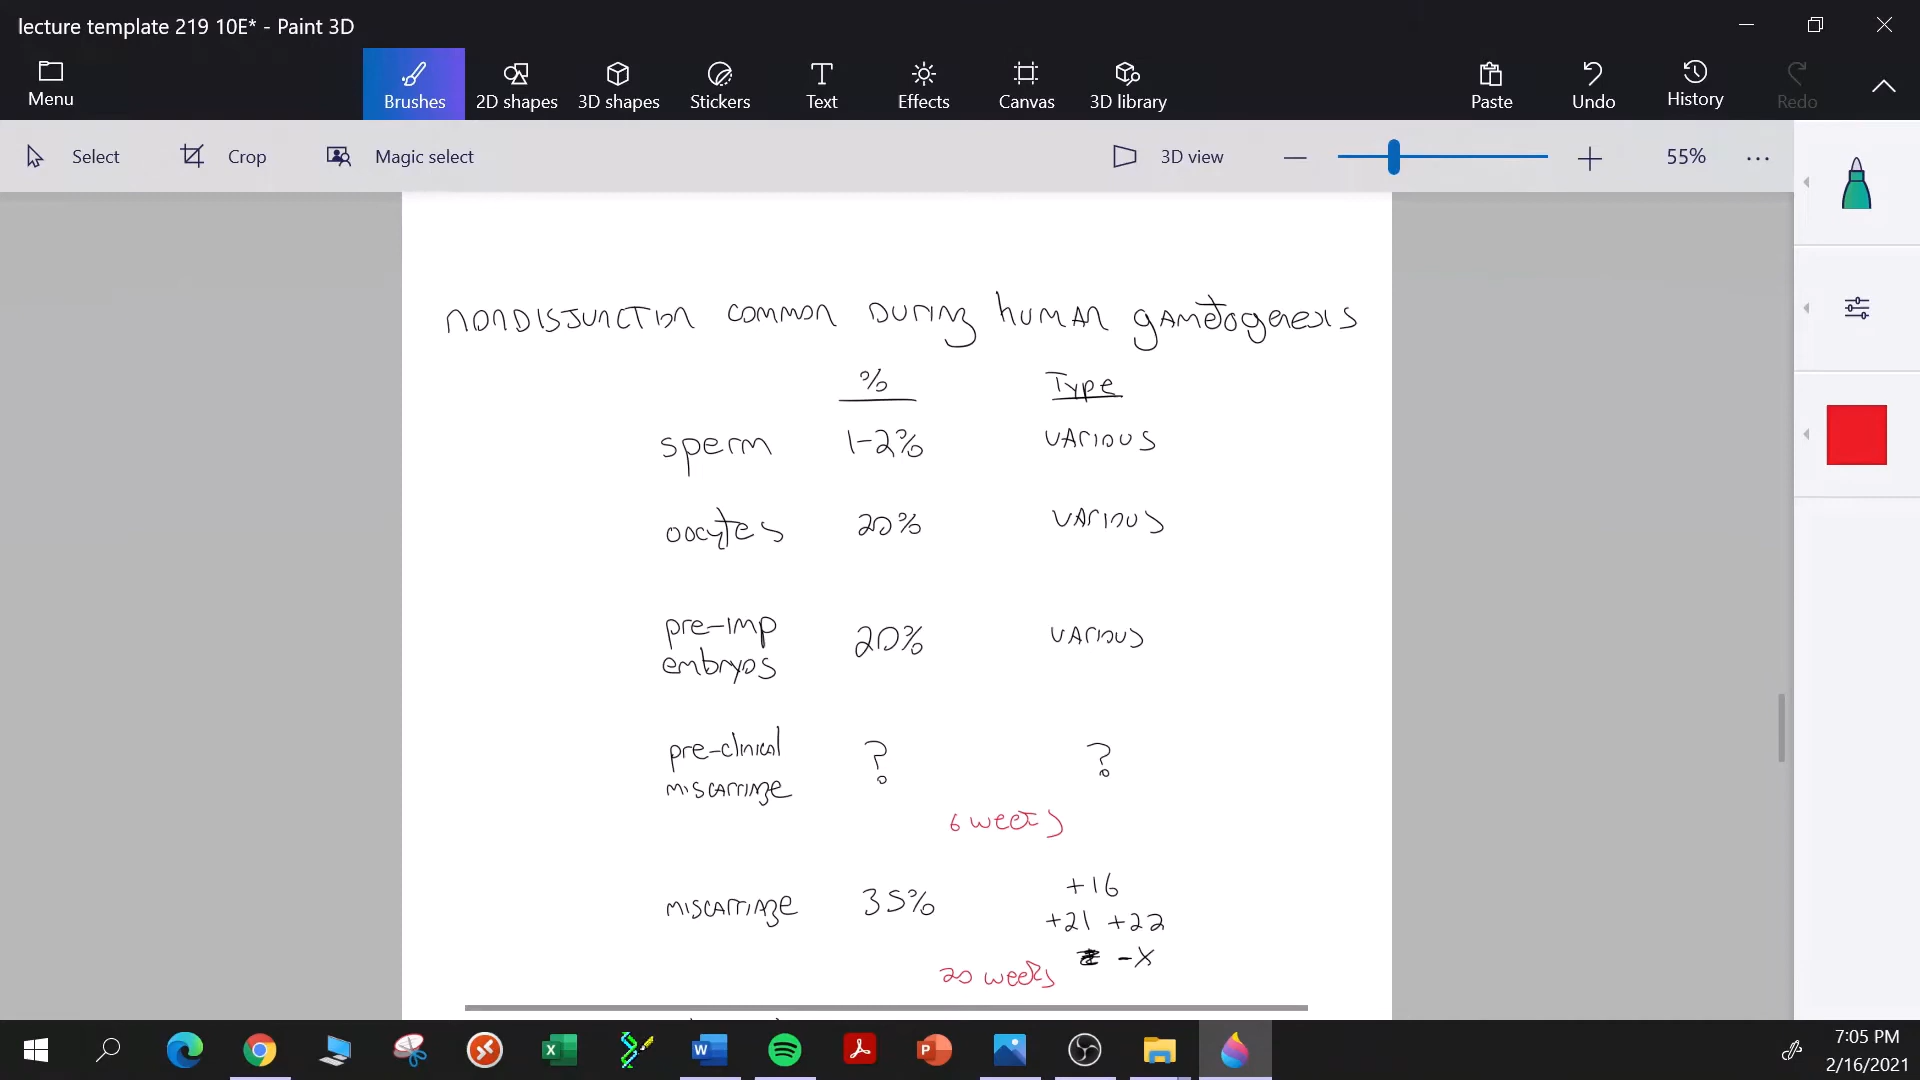 lecture template 219 10E* - Paint 3D
Menu
Brushes
2D shapes
3D shapes
Stickers
Text
Effects
Canvas
3D library
Paste
Undo
History
Redo
Select
Crop
Magic select
3D view
55%
NONDISJUNCTION COMMON DURING human gametogenesis
% Type
sperm 1-2% VARIOUS
oocytes 20% VARIOUS
pre-imp
embryos 20% VARIOUS
pre-clinical
miscarriage ? ?
6 weeks
miscarriage 35% +16
+21 +22
-X
20 weeks
7:05 PM
2/16/2021